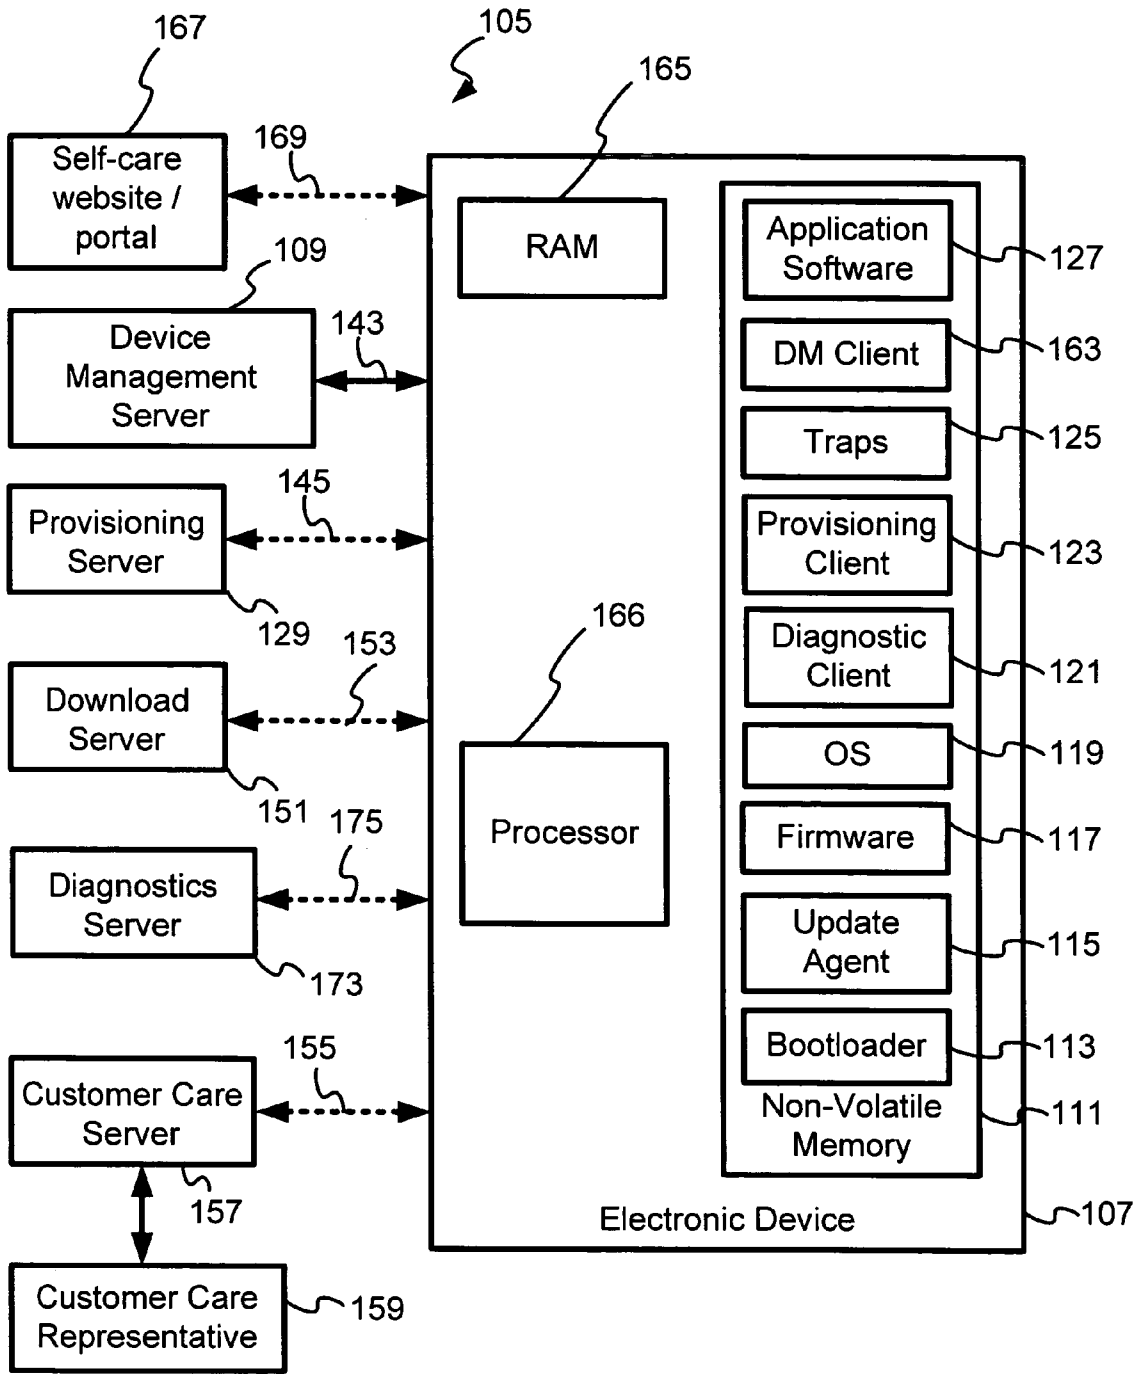 167
105
165
Self-care
website /
portal
169
RAM
Application
Software
127
109
Device
Management
Server
143
DM Client
163
Traps
125
Provisioning
Server
145
129
Provisioning
Client
123
166
Diagnostic
Client
121
Download
Server
153
151
OS
119
Processor
Firmware
117
Diagnostics
Server
175
173
Update
Agent
115
Bootloader
113
Customer Care
Server
155
157
Non-Volatile
Memory
111
Electronic Device
107
Customer Care
Representative
159